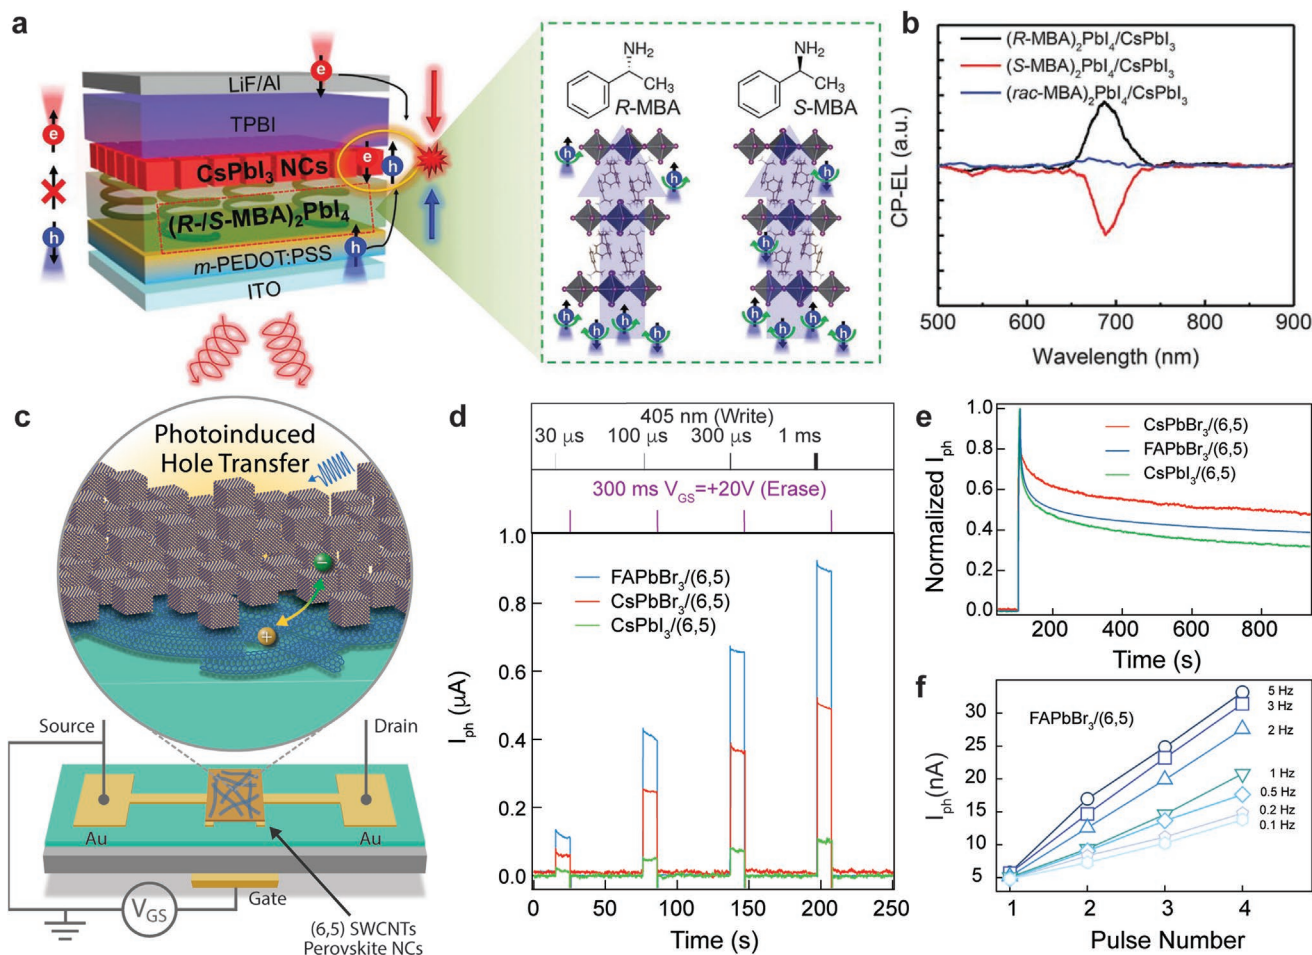 a
LiF/Al
e
TPBI
CsPbI3 NCs
e
h
(R-/S-MBA)2PbI4
m-PEDOT:PSS
h
ITO
e
h
NH2
CH3
R-MBA
NH2
CH3
S-MBA
h
h
h
h
h
h
h
h
h
h
h
h
h
b
(R-MBA)2PbI4/CsPbI3
(S-MBA)2PbI4/CsPbI3
(rac-MBA)2PbI4/CsPbI3
CP-EL (a.u.)
500 600 700 800 900
Wavelength (nm)
c
Photoinduced
Hole Transfer
−
+
Source
Drain
Au
Au
Gate
VGS
(6,5) SWCNTs
Perovskite NCs
d
405 nm (Write)
30 µs 100 µs 300 µs 1 ms
300 ms VGS=+20V (Erase)
1.0
0.8
0.6
0.4
0.2
0.0
FAPbBr3/(6,5)
CsPbBr3/(6,5)
CsPbI3/(6,5)
Iph (µA)
0 50 100 150 200 250
Time (s)
e
1.0
0.8
0.6
0.4
0.2
0.0
CsPbBr3/(6,5)
FAPbBr3/(6,5)
CsPbI3/(6,5)
Normalized Iph
200 400 600 800
Time (s)
f
30
25
20
15
10
5
FAPbBr3/(6,5)
5 Hz
3 Hz
2 Hz
1 Hz
0.5 Hz
0.2 Hz
0.1 Hz
Iph(nA)
1 2 3 4
Pulse Number